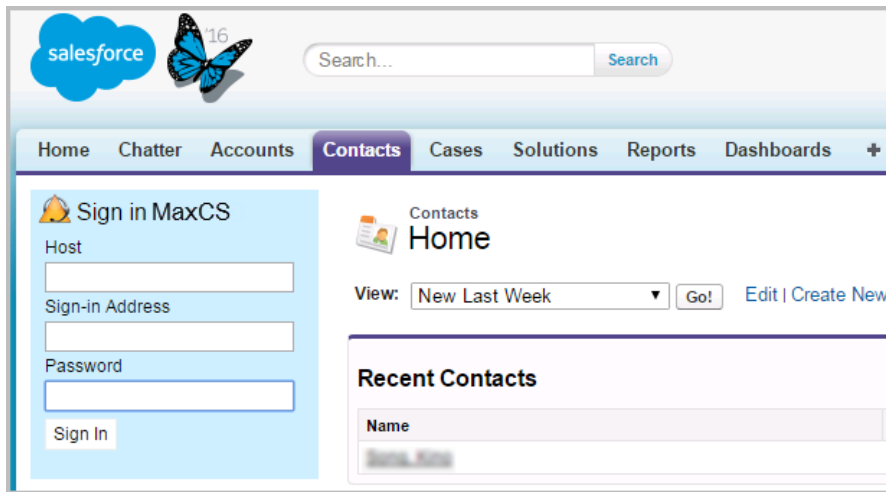 salesforce
'16
Search...
Search
Home Chatter Accounts Contacts Cases Solutions Reports Dashboards +
Sign in MaxCS
Host
Sign-in Address
Password
Sign In
Contacts
Home
View: New Last Week Go! Edit | Create New
Recent Contacts
Name